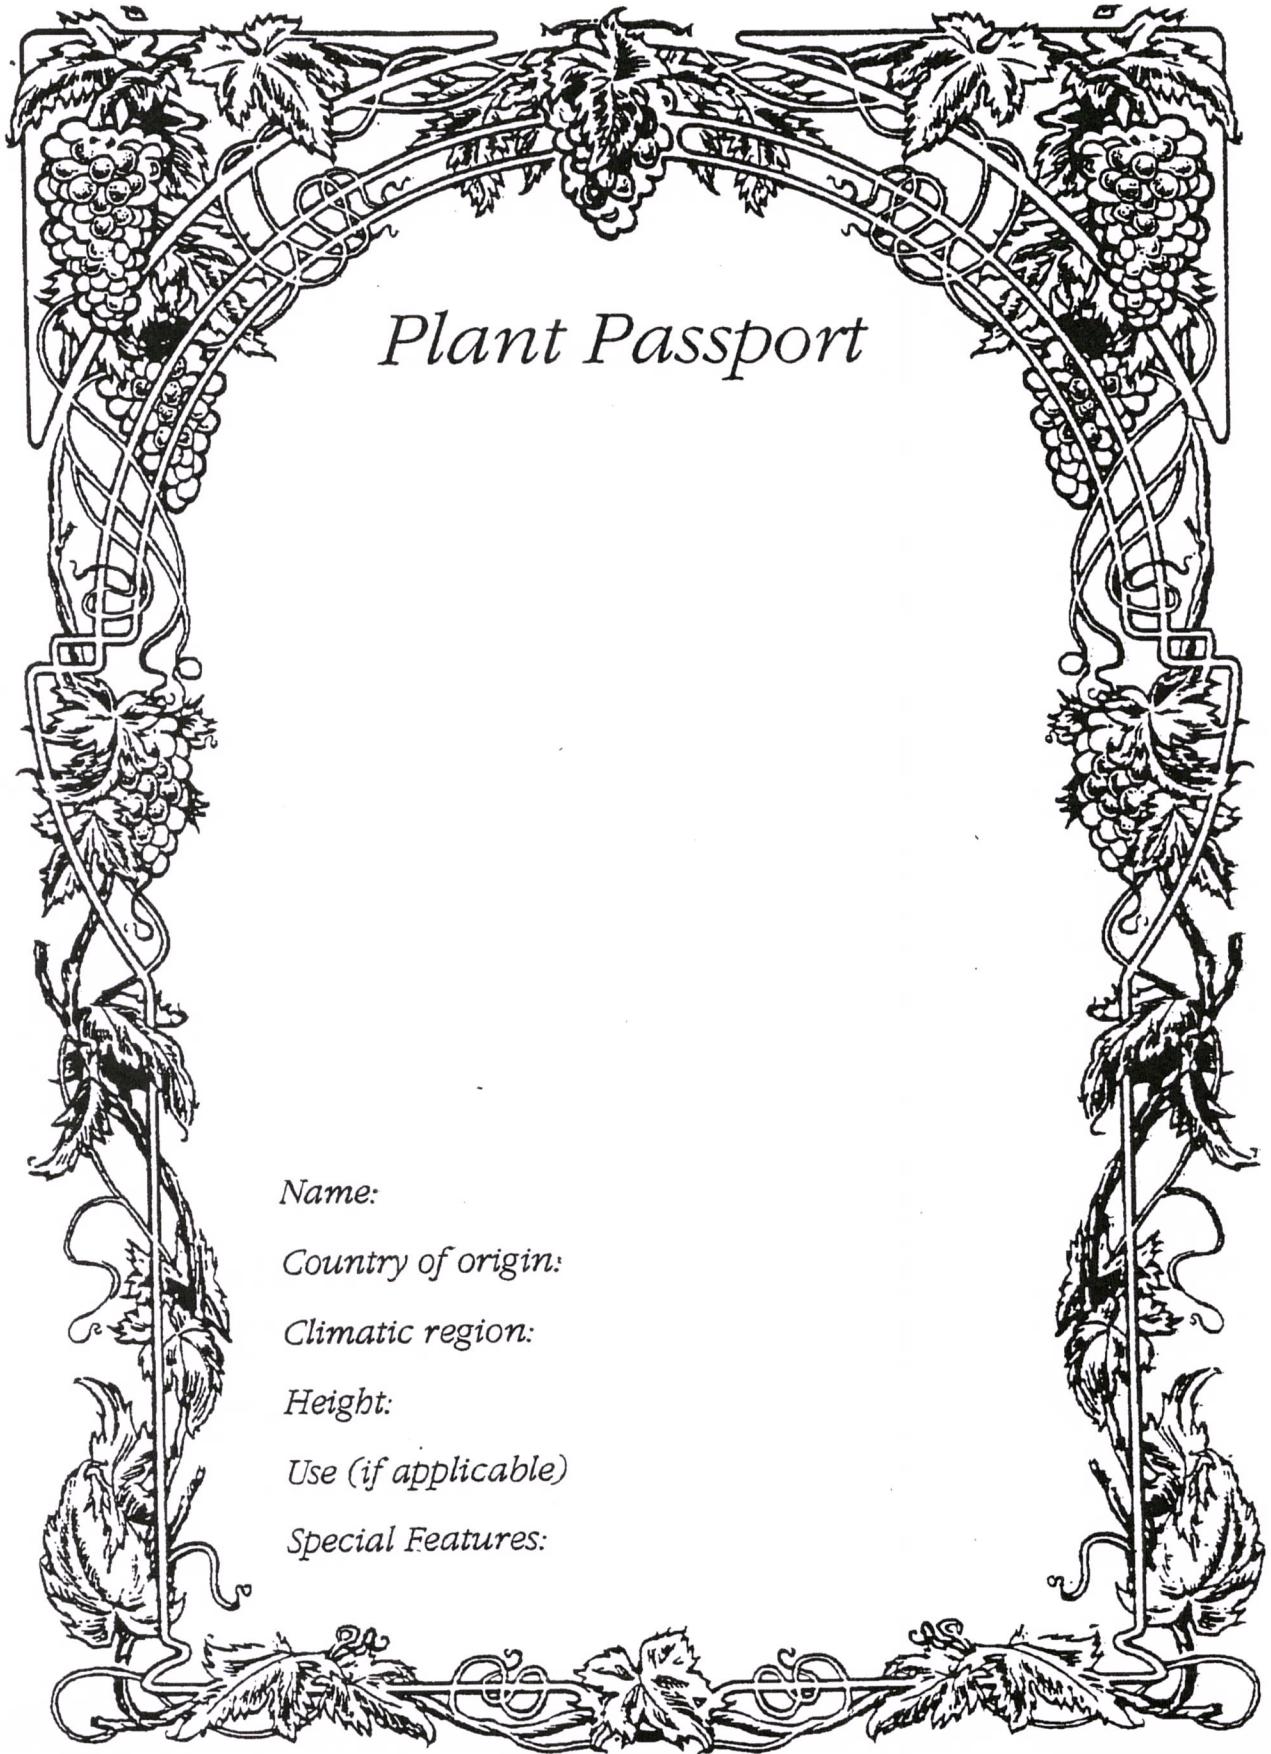 Plant Passport
Name:
Country of origin:
Climatic region:
Height:
Use (if applicable)
Special Features: